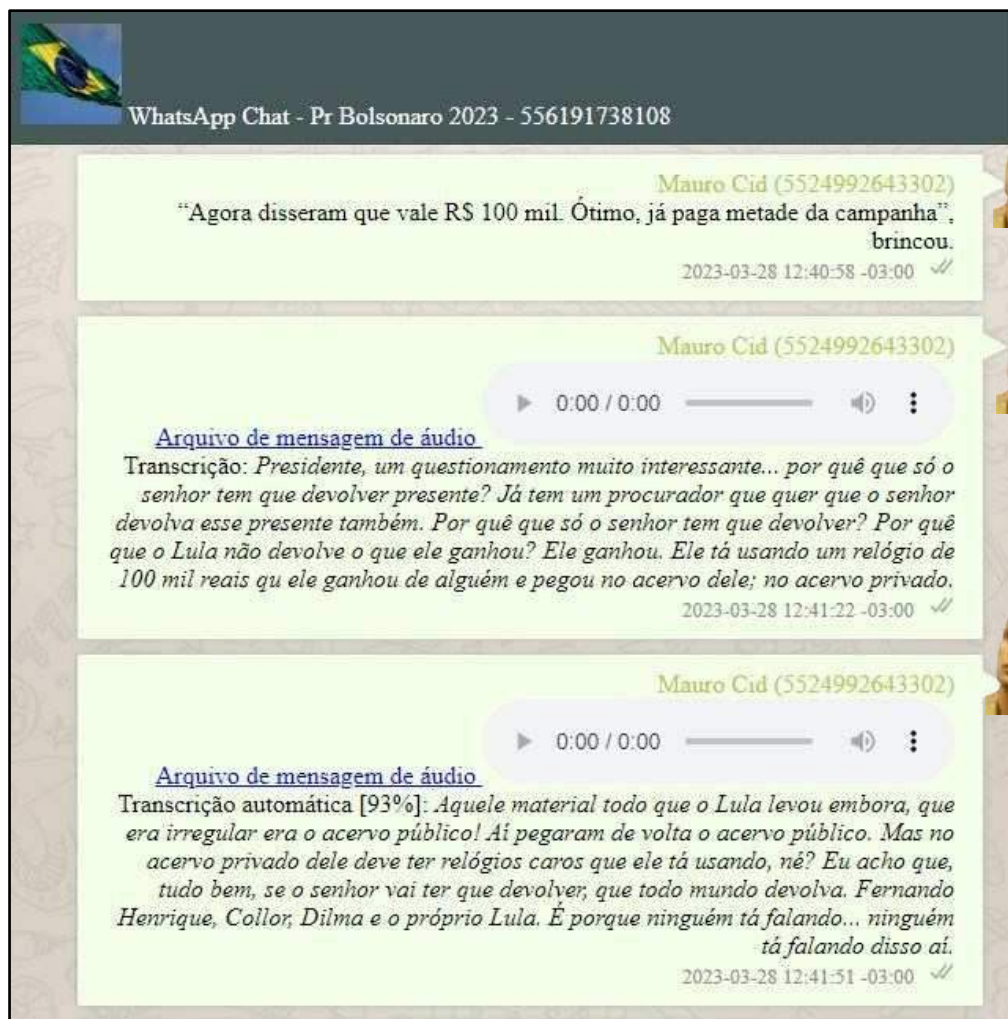 WhatsApp Chat - Pr Bolsonaro 2023 - 556191738108
Mauro Cid (5524992643302)
“Agora disseram que vale R$ 100 mil. Ótimo, já paga metade da campanha”,
brincou.
2023-03-28 12:40:58 -03:00
Mauro Cid (5524992643302)
0:00 / 0:00
Arquivo de mensagem de áudio
Transcrição: Presidente, um questionamento muito interessante... por quê que só o
senhor tem que devolver presente? Já tem um procurador que quer que o senhor
devolva esse presente também. Por quê que só o senhor tem que devolver? Por quê
que o Lula não devolve o que ele ganhou? Ele ganhou. Ele tá usando um relógio de
100 mil reais qu ele ganhou de alguém e pegou no acervo dele; no acervo privado.
2023-03-28 12:41:22 -03:00
Mauro Cid (5524992643302)
0:00 / 0:00
Arquivo de mensagem de áudio
Transcrição automática [93%]: Aquele material todo que o Lula levou embora, que
era irregular era o acervo público! Aí pegaram de volta o acervo público. Mas no
acervo privado dele deve ter relógios caros que ele tá usando, né? Eu acho que,
tudo bem, se o senhor vai ter que devolver, que todo mundo devolva. Fernando
Henrique, Collor, Dilma e o próprio Lula. É porque ninguém tá falando... ninguém
tá falando disso aí.
2023-03-28 12:41:51 -03:00